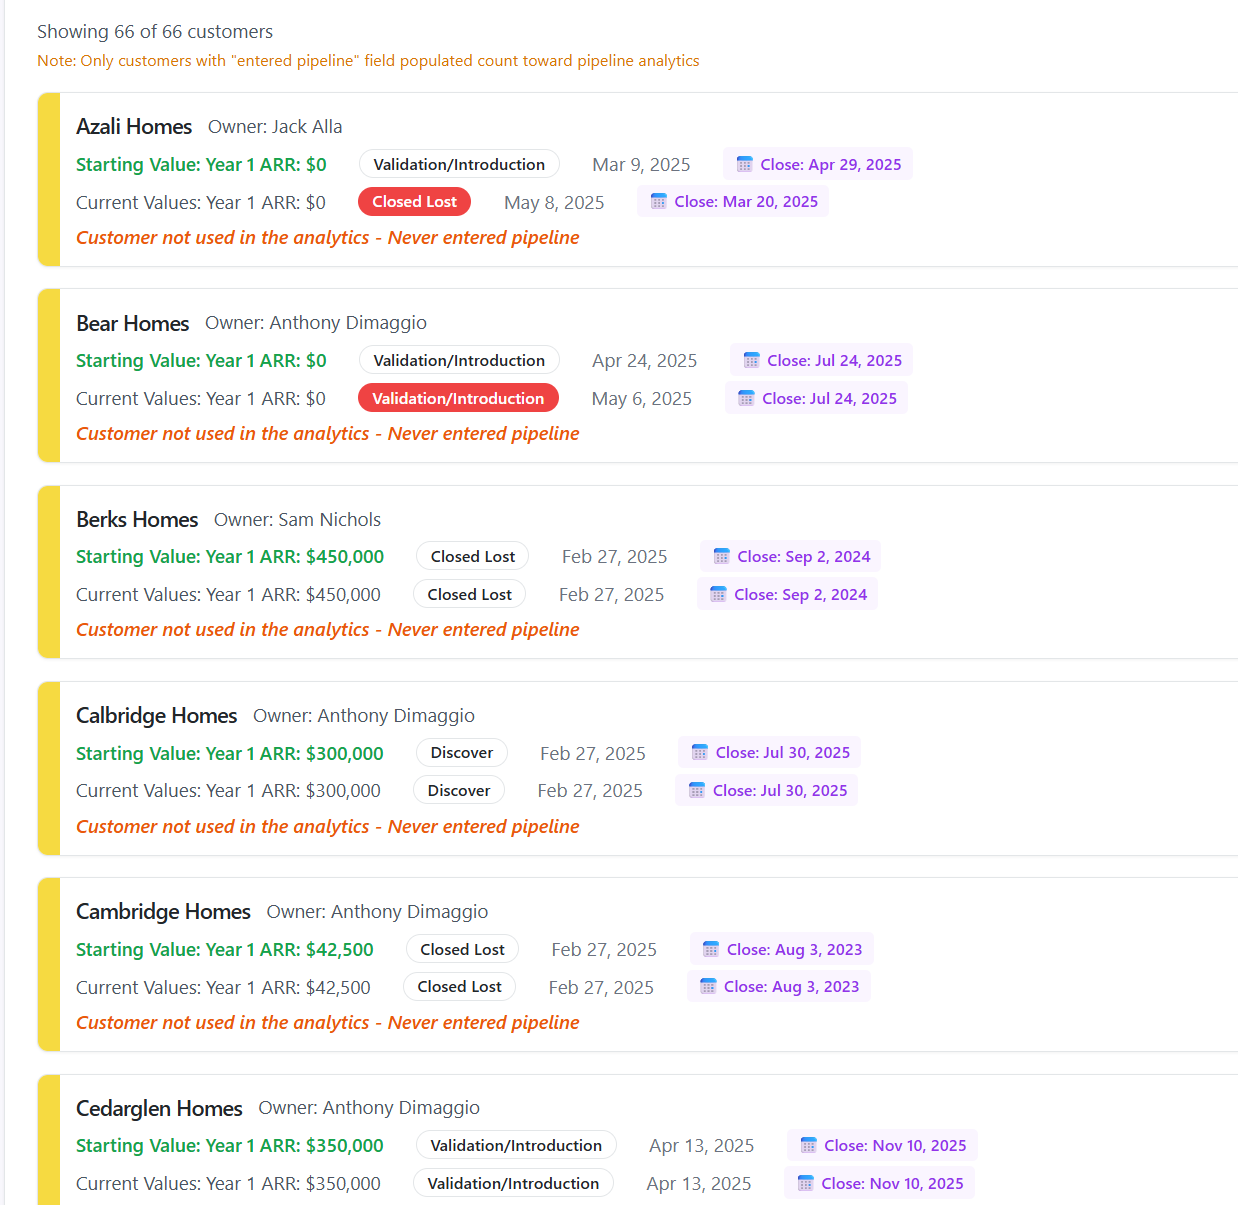 Showing 66 of 66 customers
Note: Only customers with "entered pipeline" field populated count toward pipeline analytics
Azali Homes Owner: Jack Alla
Starting Value: Year 1 ARR: $0 Validation/Introduction Mar 9, 2025 Close: Apr 29, 2025
Current Values: Year 1 ARR: $0 Closed Lost May 8, 2025 Close: Mar 20, 2025
Customer not used in the analytics - Never entered pipeline
Bear Homes Owner: Anthony Dimaggio
Starting Value: Year 1 ARR: $0 Validation/Introduction Apr 24, 2025 Close: Jul 24, 2025
Current Values: Year 1 ARR: $0 Validation/Introduction May 6, 2025 Close: Jul 24, 2025
Customer not used in the analytics - Never entered pipeline
Berks Homes Owner: Sam Nichols
Starting Value: Year 1 ARR: $450,000 Closed Lost Feb 27, 2025 Close: Sep 2, 2024
Current Values: Year 1 ARR: $450,000 Closed Lost Feb 27, 2025 Close: Sep 2, 2024
Customer not used in the analytics - Never entered pipeline
Calbridge Homes Owner: Anthony Dimaggio
Starting Value: Year 1 ARR: $300,000 Discover Feb 27, 2025 Close: Jul 30, 2025
Current Values: Year 1 ARR: $300,000 Discover Feb 27, 2025 Close: Jul 30, 2025
Customer not used in the analytics - Never entered pipeline
Cambridge Homes Owner: Anthony Dimaggio
Starting Value: Year 1 ARR: $42,500 Closed Lost Feb 27, 2025 Close: Aug 3, 2023
Current Values: Year 1 ARR: $42,500 Closed Lost Feb 27, 2025 Close: Aug 3, 2023
Customer not used in the analytics - Never entered pipeline
Cedarglen Homes Owner: Anthony Dimaggio
Starting Value: Year 1 ARR: $350,000 Validation/Introduction Apr 13, 2025 Close: Nov 10, 2025
Current Values: Year 1 ARR: $350,000 Validation/Introduction Apr 13, 2025 Close: Nov 10, 2025